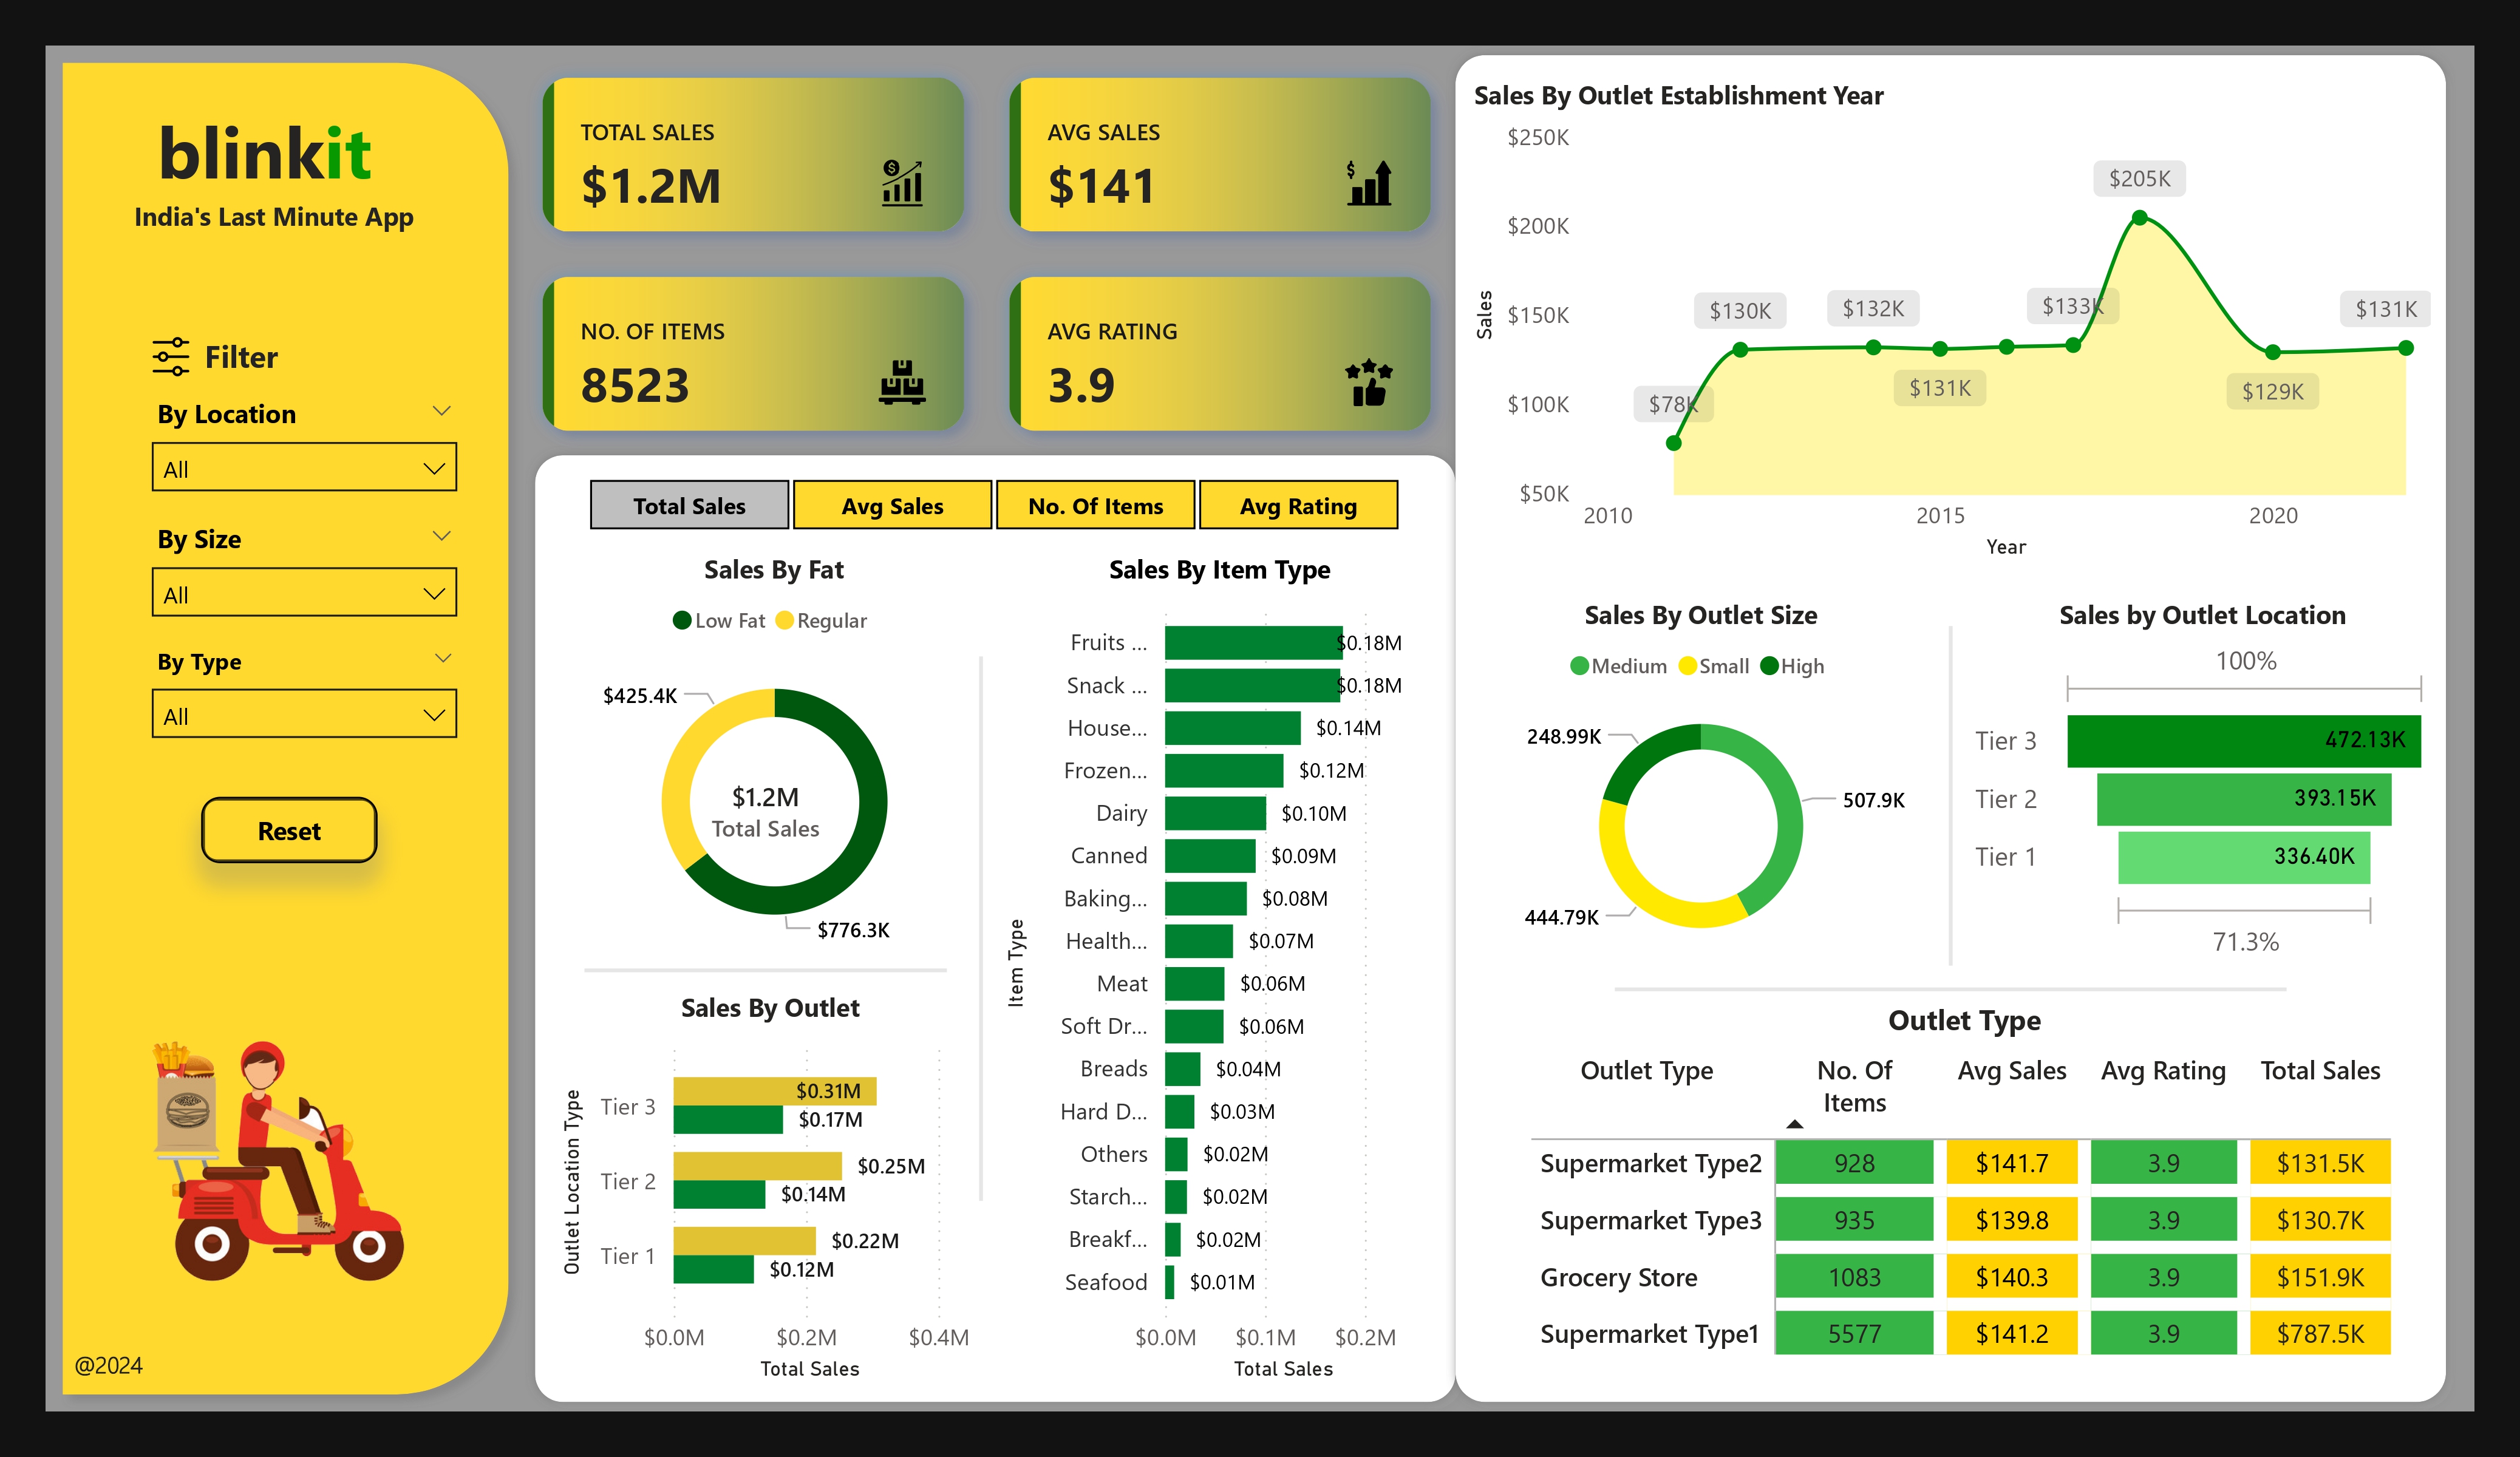 blinkit
India's Last Minute App
Filter
By Location
All
By Size
All
By Type
All
Reset
@2024
TOTAL SALES
$1.2M
AVG SALES
$141
NO. OF ITEMS
8523
AVG RATING
3.9
Total Sales
Avg Sales
No. Of Items
Avg Rating
Sales By Fat
Low Fat
Regular
$425.4K
$1.2M
Total Sales
$776.3K
Sales By Outlet
Outlet Location Type
Tier 3
$0.31M
$0.17M
Tier 2
$0.25M
$0.14M
Tier 1
$0.22M
$0.12M
$0.0M
$0.2M
$0.4M
Total Sales
Sales By Item Type
Item Type
Fruits ... $0.18M
Snack ... $0.18M
House... $0.14M
Frozen... $0.12M
Dairy $0.10M
Canned $0.09M
Baking... $0.08M
Health... $0.07M
Meat $0.06M
Soft Dr... $0.06M
Breads $0.04M
Hard D... $0.03M
Others $0.02M
Starch... $0.02M
Breakf... $0.02M
Seafood $0.01M
$0.0M
$0.1M
$0.2M
Total Sales
Sales By Outlet Establishment Year
Sales
$250K
$200K
$150K
$100K
$50K
$78K
$130K
$132K
$131K
$133K
$205K
$129K
$131K
2010
2015
2020
Year
Sales By Outlet Size
Medium
Small
High
248.99K
507.9K
444.79K
Sales by Outlet Location
100%
Tier 3 472.13K
Tier 2 393.15K
Tier 1 336.40K
71.3%
Outlet Type
Outlet Type
No. Of
Items
Avg Sales
Avg Rating
Total Sales
Supermarket Type2 928 $141.7 3.9 $131.5K
Supermarket Type3 935 $139.8 3.9 $130.7K
Grocery Store 1083 $140.3 3.9 $151.9K
Supermarket Type1 5577 $141.2 3.9 $787.5K